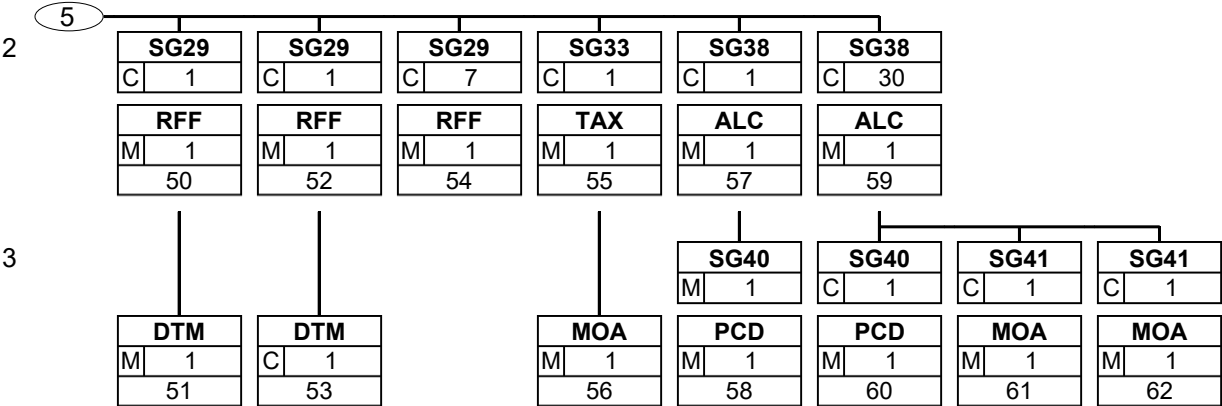 5
2
SG29 SG29 SG29 SG33 SG38 SG38
C 1 C 1 C 7 C 1 C 1 C 30
RFF RFF RFF TAX ALC ALC
M 1 M 1 M 1 M 1 M 1 M 1
50 52 54 55 57 59
3
SG40 SG40 SG41 SG41
M 1 C 1 C 1 C 1
DTM DTM MOA PCD PCD MOA MOA
M 1 C 1 M 1 M 1 M 1 M 1 M 1
51 53 56 58 60 61 62